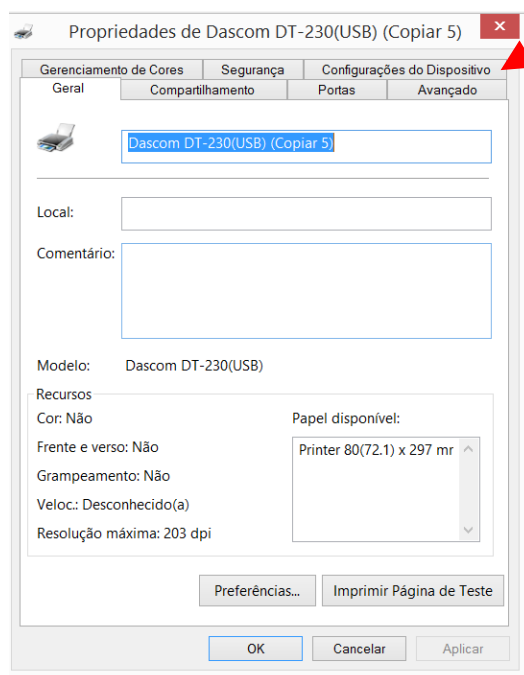 Propriedades de Dascom DT-230(USB) (Copiar 5)
Gerenciamento de Cores Segurança Configurações do Dispositivo
Geral Compartilhamento Portas Avançado
Dascom DT-230(USB) (Copiar 5)
Local:
Comentário:
Modelo: Dascom DT-230(USB)
Recursos
Cor: Não Papel disponível:
Frente e verso: Não Printer 80(72.1) x 297 mr
Grampeamento: Não
Veloc.: Desconhecido(a)
Resolução máxima: 203 dpi
Preferências... Imprimir Página de Teste
OK Cancelar Aplicar